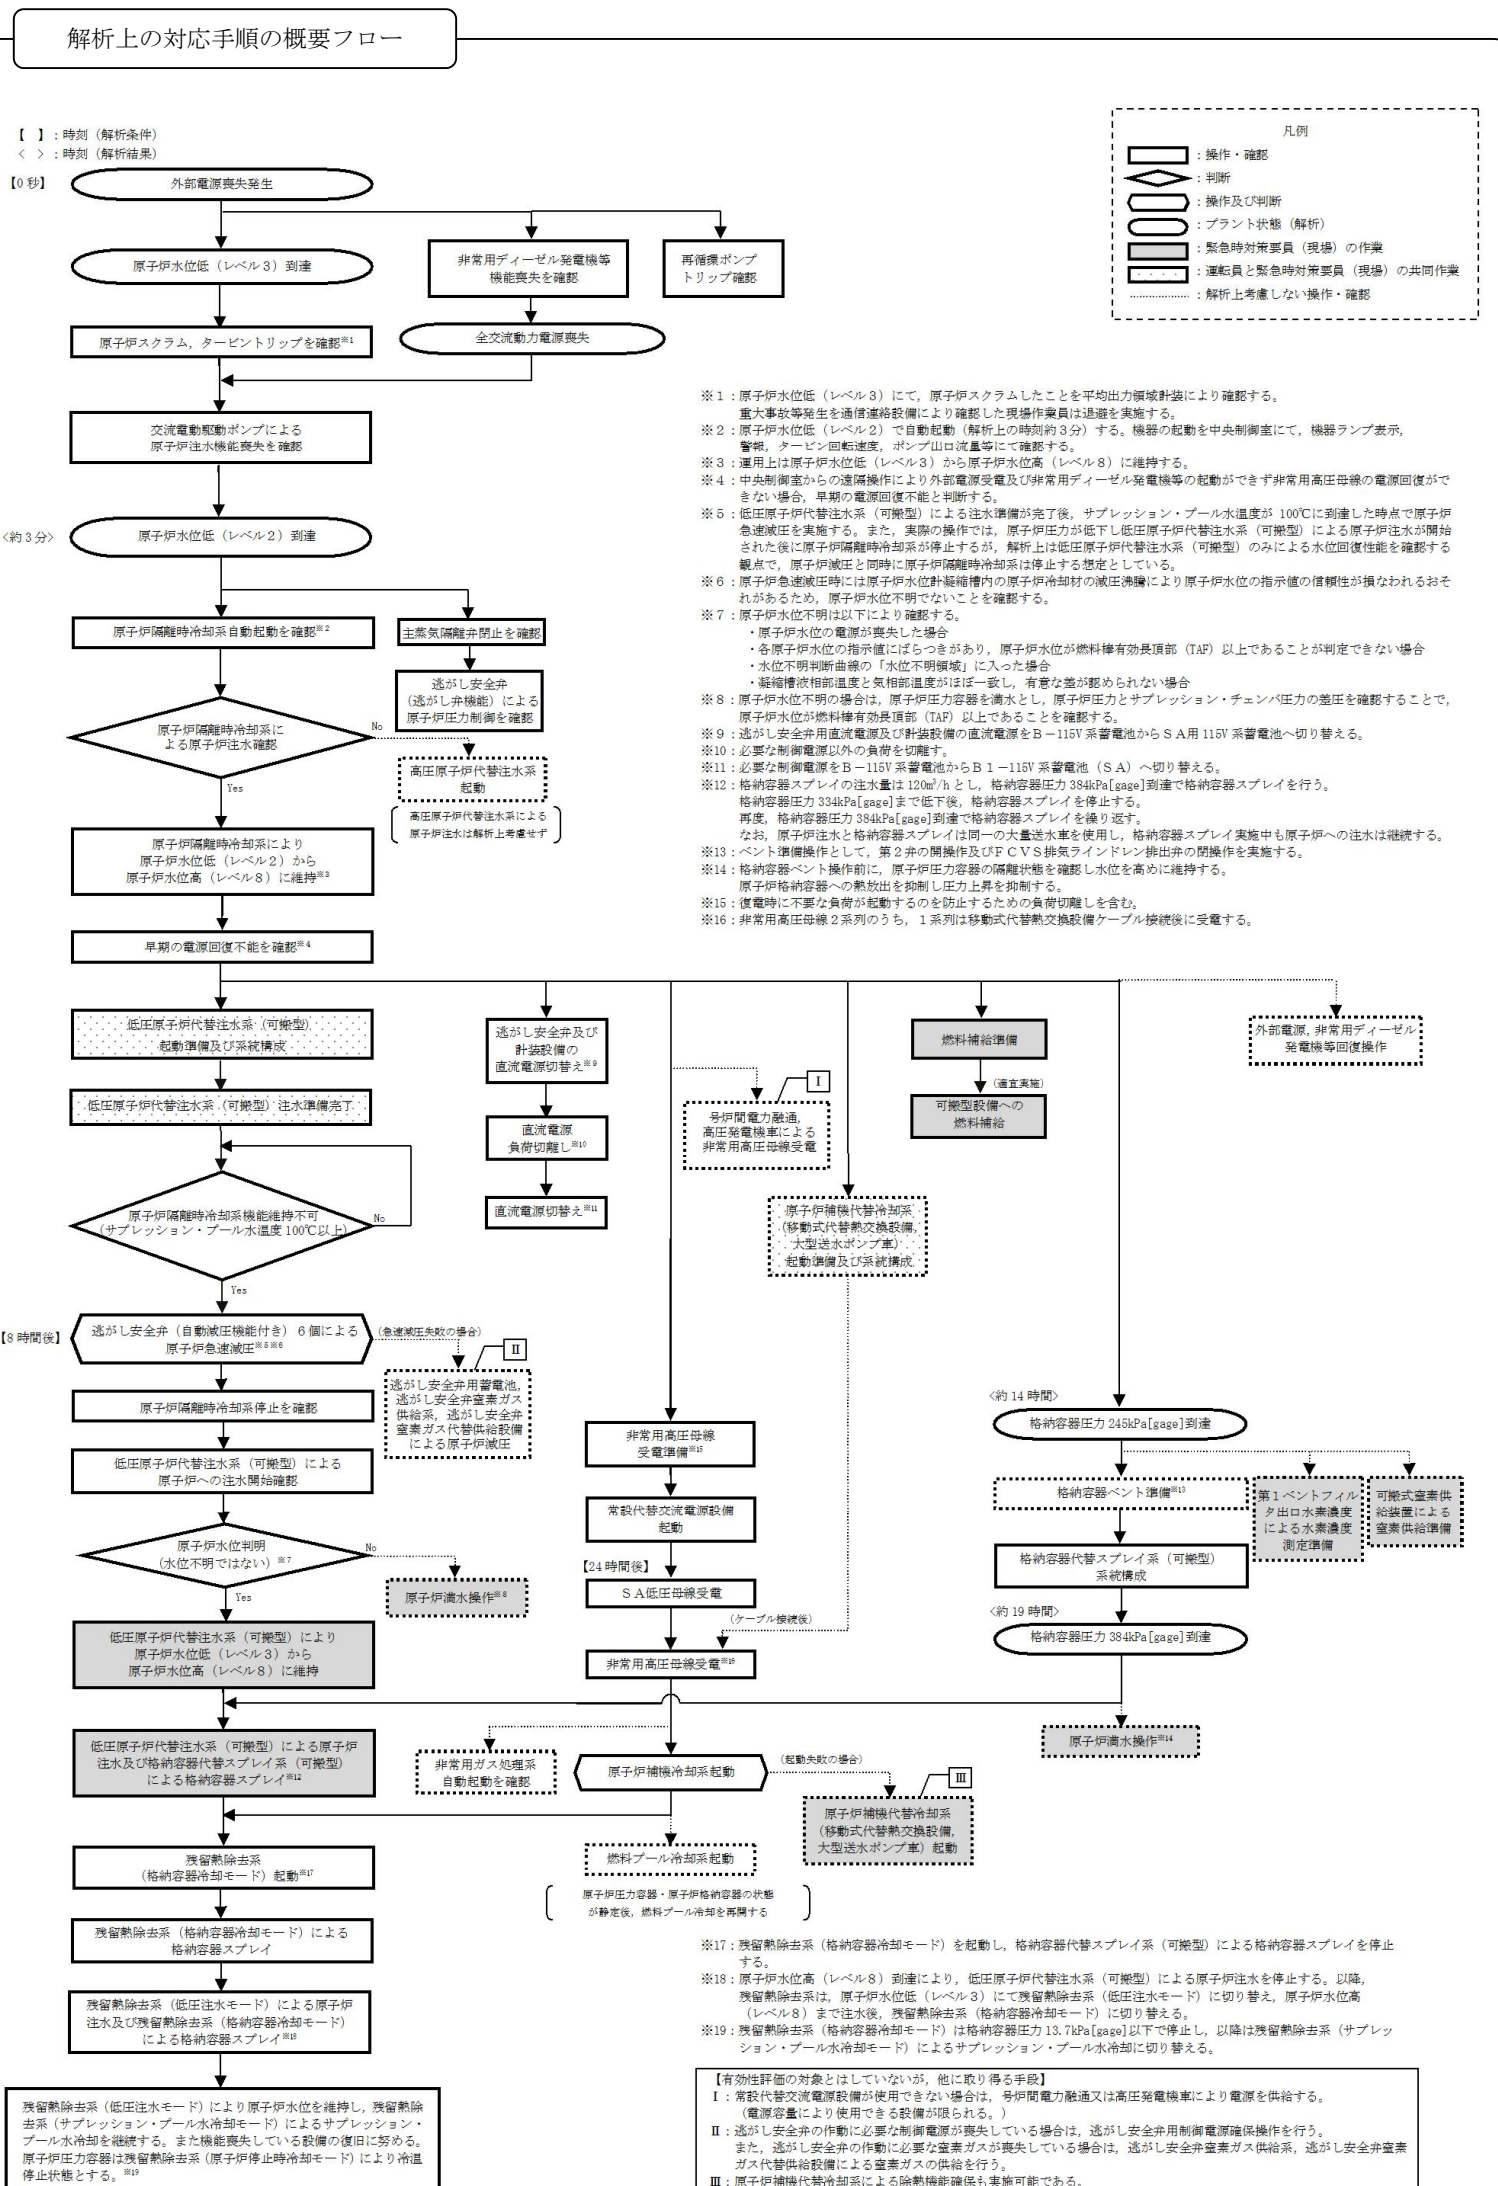 解析上の対応手順の概要フロー
【　】：時刻（解析条件）
＜　＞：時刻（解析結果）
凡例
：操作・確認
：判断
：操作及び判断
：プラント状態（解析）
：緊急時対策要員（現場）の作業
：運転員と緊急時対策要員（現場）の共同作業
：解析上考慮しない操作・確認
【0秒】
外部電源喪失発生
原子炉水位低（レベル３）到達
非常用ディーゼル発電機等
機能喪失を確認
再循環ポンプ
トリップ確認
原子炉スクラム，タービントリップを確認※1
全交流動力電源喪失
交流電動駆動ポンプによる
原子炉注水機能喪失を確認
<約3分>
原子炉水位低（レベル２）到達
原子炉隔離時冷却系自動起動を確認※2
主蒸気隔離弁閉止を確認
逃がし安全弁
（逃がし弁機能）による
原子炉圧力制御を確認
原子炉隔離時冷却系に
よる原子炉注水確認
No
Yes
高圧原子炉代替注水系
起動
高圧原子炉代替注水系による
原子炉注水は解析上考慮せず
原子炉隔離時冷却系により
原子炉水位低（レベル２）から
原子炉水位高（レベル８）に維持※3
早期の電源回復不能を確認※4
※１：原子炉水位低（レベル３）にて，原子炉スクラムしたことを平均出力領域計装により確認する。
重大事故等発生を通信連絡設備により確認した現場作業員は退避を実施する。
※２：原子炉水位低（レベル２）で自動起動（解析上の時刻約３分）する。機器の起動を中央制御室にて，機器ランプ表示，
警報，タービン回転速度，ポンプ出口流量等にて確認する。
※３：運用上は原子炉水位低（レベル３）から原子炉水位高（レベル８）に維持する。
※４：中央制御室からの遠隔操作により外部電源受電及び非常用ディーゼル発電機等の起動ができず非常用高圧母線の電源回復がで
きない場合，早期の電源回復不能と判断する。
※５：低圧原子炉代替注水系（可搬型）による注水準備が完了後，サプレッション・プール水温度が 100℃に到達した時点で原子炉
急速減圧を実施する。また，実際の操作では，原子炉圧力が低下し低圧原子炉代替注水系（可搬型）による原子炉注水が開始
された後に原子炉隔離時冷却系が停止するが，解析上は低圧原子炉代替注水系（可搬型）のみによる水位回復性能を確認する
観点で，原子炉減圧と同時に原子炉隔離時冷却系は停止する想定としている。
※６：原子炉急速減圧時には原子炉水位計凝縮槽内の原子炉冷却材の減圧沸騰により原子炉水位の指示値の信頼性が損なわれるおそ
れがあるため，原子炉水位不明でないことを確認する。
※７：原子炉水位不明は以下により確認する。
・原子炉水位の電源が喪失した場合
・各原子炉水位の指示値にばらつきがあり，原子炉水位が燃料棒有効長頂部（TAF）以上であることが判定できない場合
・水位不明判断曲線の「水位不明領域」に入った場合
・凝縮槽液相部温度と気相部温度がほぼ一致し，有意な差が認められない場合
※８：原子炉水位不明の場合は，原子炉圧力容器を満水とし，原子炉圧力とサプレッション・チェンバ圧力の差圧を確認することで，
原子炉水位が燃料棒有効長頂部（TAF）以上であることを確認する。
※９：逃がし安全弁用直流電源及び計装設備の直流電源をＢ－115V 系蓄電池からＳＡ用 115V 系蓄電池へ切り替える。
※10：必要な制御電源以外の負荷を切離す。
※11：必要な制御電源をＢ－115V 系蓄電池からＢ１－115V 系蓄電池（ＳＡ）へ切り替える。
※12：格納容器スプレイの注水量は 120m³/h とし，格納容器圧力 384kPa[gage]到達で格納容器スプレイを行う。
格納容器圧力 334kPa[gage]まで低下後，格納容器スプレイを停止する。
再度，格納容器圧力 384kPa[gage]到達で格納容器スプレイを繰り返す。
なお，原子炉注水と格納容器スプレイは同一の大量送水車を使用し，格納容器スプレイ実施中も原子炉への注水は継続する。
※13：ベント準備操作として，第２弁の開操作及びＦＣＶＳ排気ラインドレン排出弁の閉操作を実施する。
※14：格納容器ベント操作前に，原子炉圧力容器の隔離状態を確認し水位を高めに維持する。
原子炉格納容器への熱放出を抑制し圧力上昇を抑制する。
※15：復電時に不要な負荷が起動するのを防止するための負荷切離しを含む。
※16：非常用高圧母線２系列のうち，１系列は移動式代替熱交換設備ケーブル接続後に受電する。
低圧原子炉代替注水系（可搬型）
起動準備及び系統構成
低圧原子炉代替注水系（可搬型）注水準備完了
原子炉隔離時冷却系機能維持不可
（サプレッション・プール水温度 100℃以上）
No
Yes
逃がし安全弁及び
計装設備の
直流電源切替え※9
直流電源
負荷切離し※10
直流電源切替え※11
Ⅰ
号炉間電力融通，
高圧発電機車による
非常用高圧母線受電
原子炉補機代替冷却系
（移動式代替熱交換設備，
大型送水ポンプ車）
起動準備及び系統構成
燃料補給準備
（適宜実施）
可搬型設備への
燃料補給
外部電源，非常用ディーゼル
発電機等回復操作
【8時間後】
逃がし安全弁（自動減圧機能付き）６個による
原子炉急速減圧※5※6
（急速減圧失敗の場合）
Ⅱ
逃がし安全弁用蓄電池，
逃がし安全弁窒素ガス
供給系，逃がし安全弁
窒素ガス代替供給設備
による原子炉減圧
原子炉隔離時冷却系停止を確認
低圧原子炉代替注水系（可搬型）による
原子炉への注水開始確認
原子炉水位判明
（水位不明ではない）※7
No
Yes
原子炉満水操作※8
低圧原子炉代替注水系（可搬型）により
原子炉水位低（レベル３）から
原子炉水位高（レベル８）に維持
非常用高圧母線
受電準備※15
常設代替交流電源設備
起動
【24時間後】
ＳＡ低圧母線受電
（ケーブル接続後）
非常用高圧母線受電※16
<約14時間>
格納容器圧力 245kPa[gage]到達
格納容器ベント準備※13
第１ベントフィル
タ出口水素濃度
による水素濃度
測定準備
可搬式窒素供
給装置による
窒素供給準備
格納容器代替スプレイ系（可搬型）
系統構成
<約19時間>
格納容器圧力 384kPa[gage]到達
原子炉満水操作※14
低圧原子炉代替注水系（可搬型）による原子炉
注水及び格納容器代替スプレイ系（可搬型）
による格納容器スプレイ※12
非常用ガス処理系
自動起動を確認
原子炉補機冷却系起動
（起動失敗の場合）
Ⅲ
原子炉補機代替冷却系
（移動式代替熱交換設備，
大型送水ポンプ車）起動
燃料プール冷却系起動
原子炉圧力容器・原子炉格納容器の状態
が静定後，燃料プール冷却を再開する
残留熱除去系
（格納容器冷却モード）起動※17
残留熱除去系（格納容器冷却モード）による
格納容器スプレイ
残留熱除去系（低圧注水モード）による原子炉
注水及び残留熱除去系（格納容器冷却モード）
による格納容器スプレイ※18
残留熱除去系（低圧注水モード）により原子炉水位を維持し，残留熱除
去系（サプレッション・プール水冷却モード）によるサプレッション・
プール水冷却を継続する。また機能喪失している設備の復旧に努める。
原子炉圧力容器は残留熱除去系（原子炉停止時冷却モード）により冷温
停止状態とする。※19
※17：残留熱除去系（格納容器冷却モード）を起動し，格納容器代替スプレイ系（可搬型）による格納容器スプレイを停止
する。
※18：原子炉水位高（レベル８）到達により，低圧原子炉代替注水系（可搬型）による原子炉注水を停止する。以降，
残留熱除去系は，原子炉水位低（レベル３）にて残留熱除去系（低圧注水モード）に切り替え，原子炉水位高
（レベル８）まで注水後，残留熱除去系（格納容器冷却モード）に切り替える。
※19：残留熱除去系（格納容器冷却モード）は格納容器圧力 13.7kPa[gage]以下で停止し，以降は残留熱除去系（サプレッ
ション・プール水冷却モード）によるサプレッション・プール水冷却に切り替える。
【有効性評価の対象とはしていないが，他に取り得る手段】
Ⅰ：常設代替交流電源設備が使用できない場合は，号炉間電力融通又は高圧発電機車により電源を供給する。
（電源容量により使用できる設備が限られる。）
Ⅱ：逃がし安全弁の作動に必要な制御電源が喪失している場合は，逃がし安全弁用制御電源確保操作を行う。
また，逃がし安全弁の作動に必要な窒素ガスが喪失している場合は，逃がし安全弁窒素ガス供給系，逃がし安全弁窒素
ガス代替供給設備による窒素ガスの供給を行う。
Ⅲ：原子炉補機代替冷却系による除熱機能確保も実施可能である。